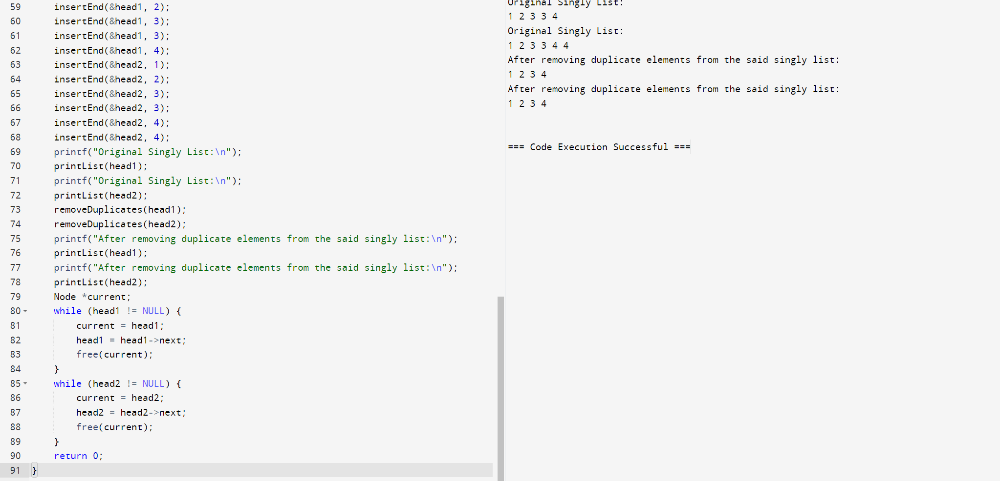 59 insertEnd(&head1, 2);
60 insertEnd(&head1, 3);
61 insertEnd(&head1, 3);
62 insertEnd(&head1, 4);
63 insertEnd(&head2, 1);
64 insertEnd(&head2, 2);
65 insertEnd(&head2, 3);
66 insertEnd(&head2, 3);
67 insertEnd(&head2, 4);
68 insertEnd(&head2, 4);
69 printf("Original Singly List:\n");
70 printList(head1);
71 printf("Original Singly List:\n");
72 printList(head2);
73 removeDuplicates(head1);
74 removeDuplicates(head2);
75 printf("After removing duplicate elements from the said singly list:\n");
76 printList(head1);
77 printf("After removing duplicate elements from the said singly list:\n");
78 printList(head2);
79 Node *current;
80 while (head1 != NULL) {
81 current = head1;
82 head1 = head1->next;
83 free(current);
84 }
85 while (head2 != NULL) {
86 current = head2;
87 head2 = head2->next;
88 free(current);
89 }
90 return 0;
91 }
Original Singly List:
1 2 3 3 4
Original Singly List:
1 2 3 3 4 4
After removing duplicate elements from the said singly list:
1 2 3 4
After removing duplicate elements from the said singly list:
1 2 3 4
=== Code Execution Successful ===